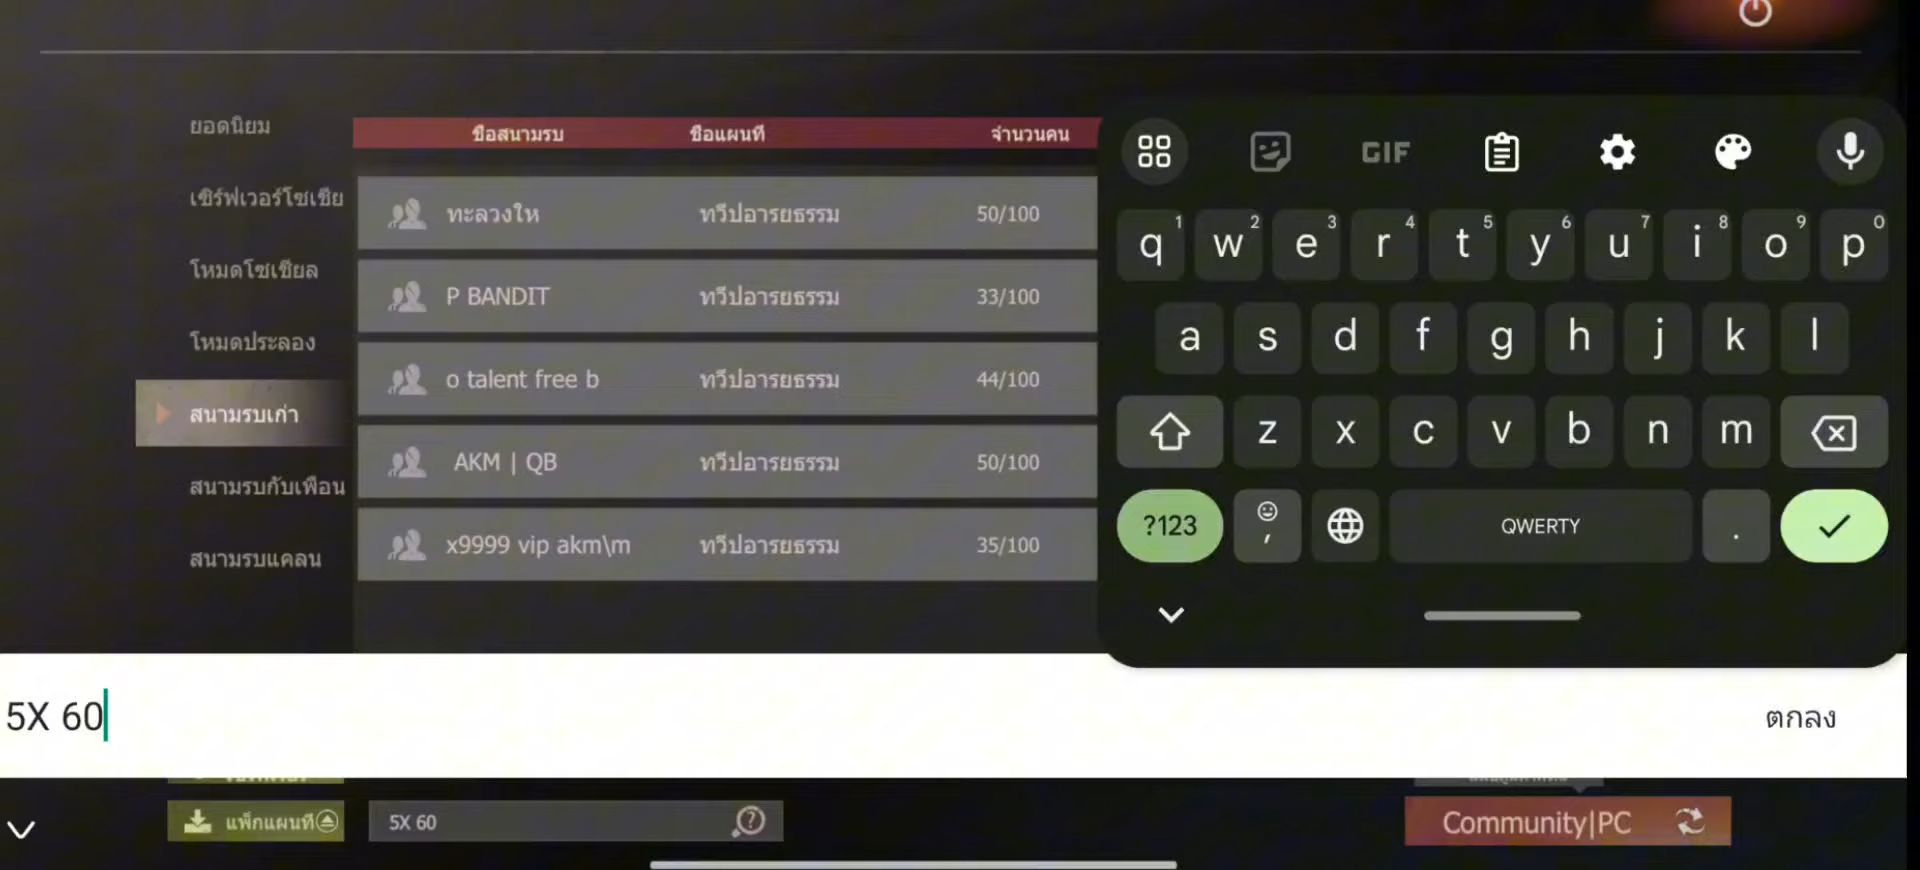 ยอดนิยม
เซิร์ฟเวอร์โซเชีย
โหมดโซเชียล
โหมดประลอง
สนามรบเก่า
สนามรบกับเพื่อน
สนามรบแคลน
ชื่อสนามรบ ชื่อแผนที่ จำนวนคน
ทะลวงให ทวีปอารยธรรม 50/100
P BANDIT ทวีปอารยธรรม 33/100
o talent free b ทวีปอารยธรรม 44/100
AKM | QB ทวีปอารยธรรม 50/100
x9999 vip akm\m ทวีปอารยธรรม 35/100
GIF
q 1 w 2 e 3 r 4 t 5 y 6 u 7 i 8 o 9 p 0
a s d f g h j k l
z x c v b n m
?123 , QWERTY .
5X 60 ตกลง
แพ็กแผนที่ 5X 60 Community|PC